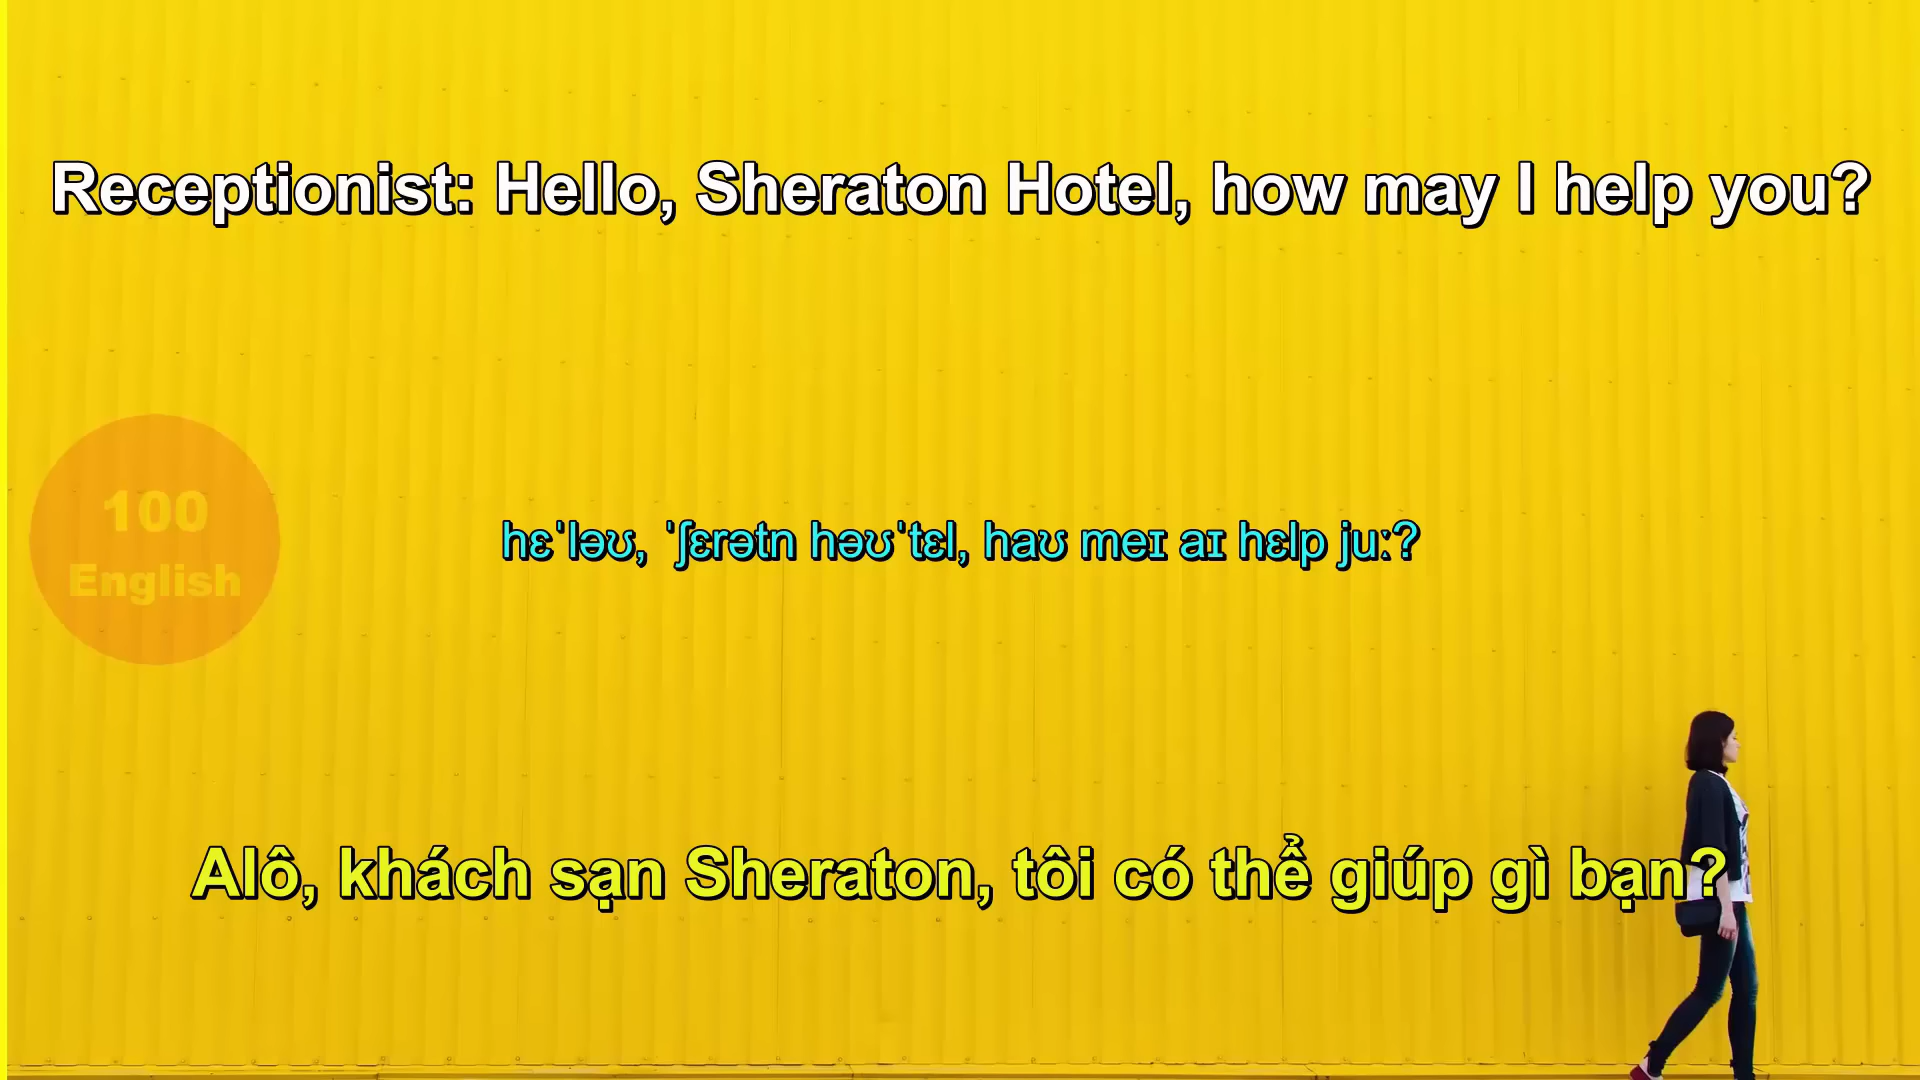 Receptionist: Hello, Sheraton Hotel, how may I help you?
100
English
hɛˈləʊ, ˈʃɛrətn həʊˈtɛl, haʊ meɪ aɪ hɛlp juː?
Alô, khách sạn Sheraton, tôi có thể giúp gì bạn?